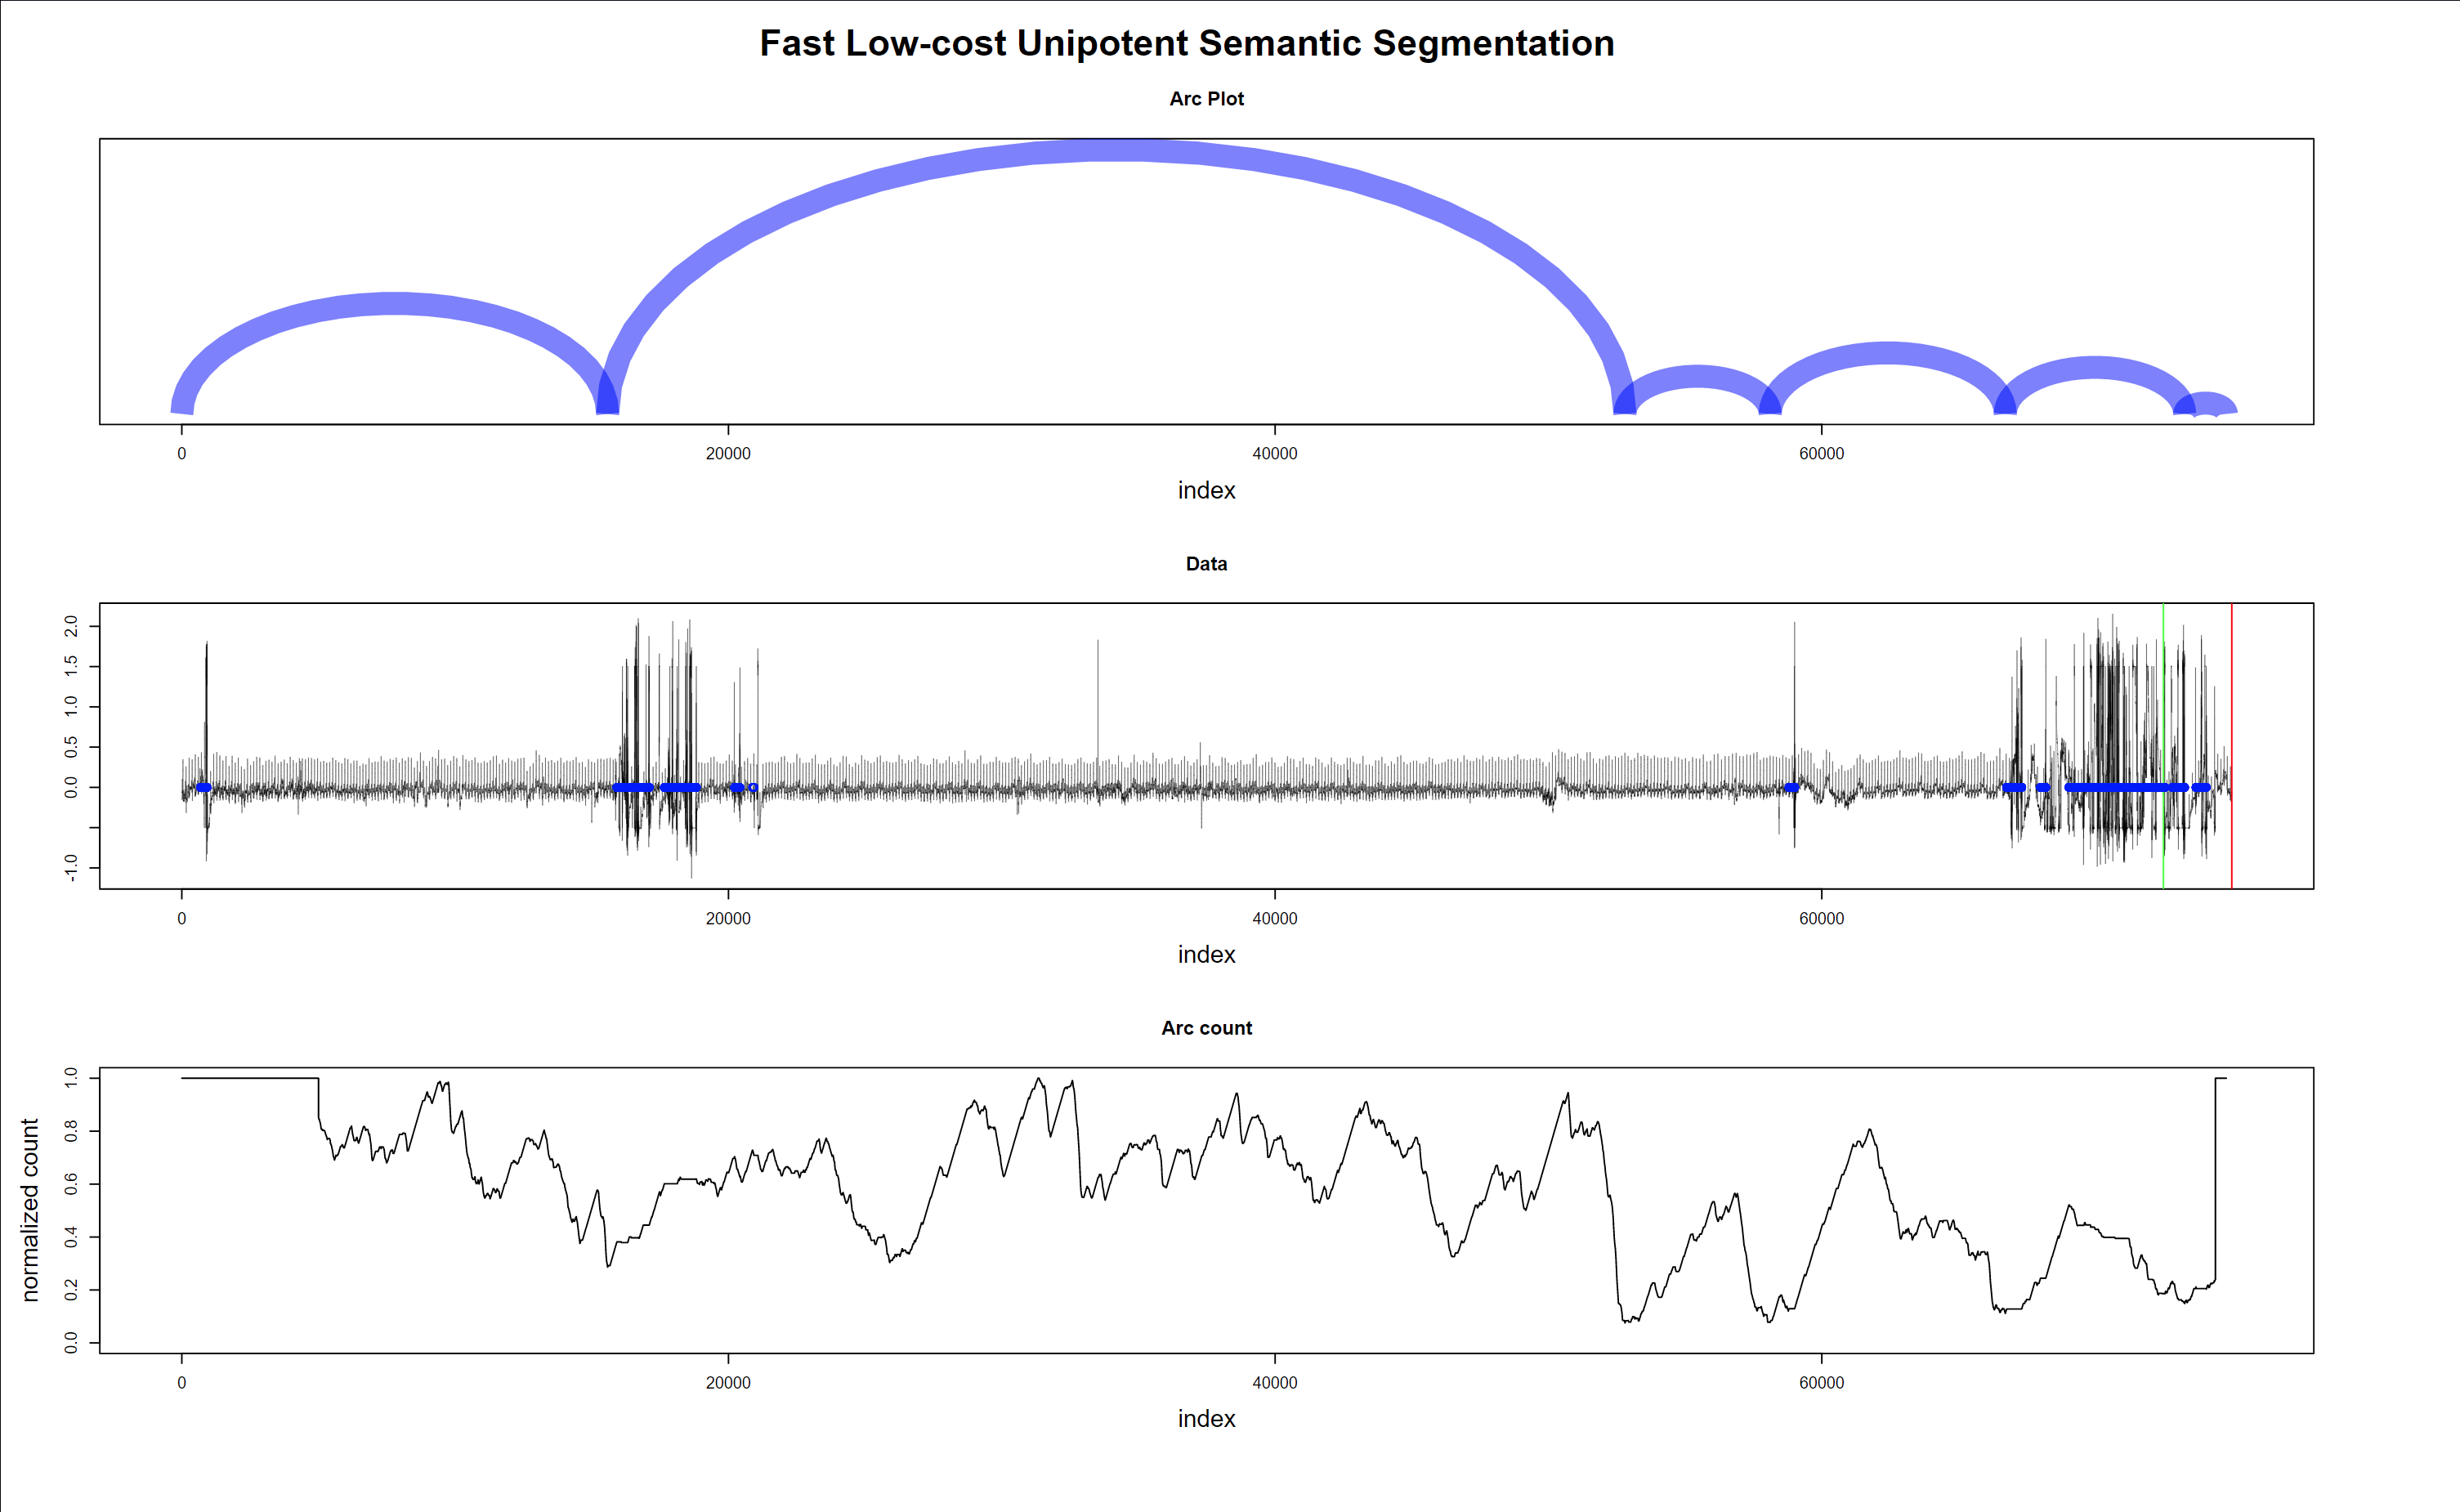 Fast Low-cost Unipotent Semantic Segmentation
Arc Plot
0 20000 40000 60000
index
Data
2.0
1.5
1.0
0.5
0.0
-1.0
0 20000 40000 60000
index
Arc count
normalized count
1.0
0.8
0.6
0.4
0.2
0.0
0 20000 40000 60000
index